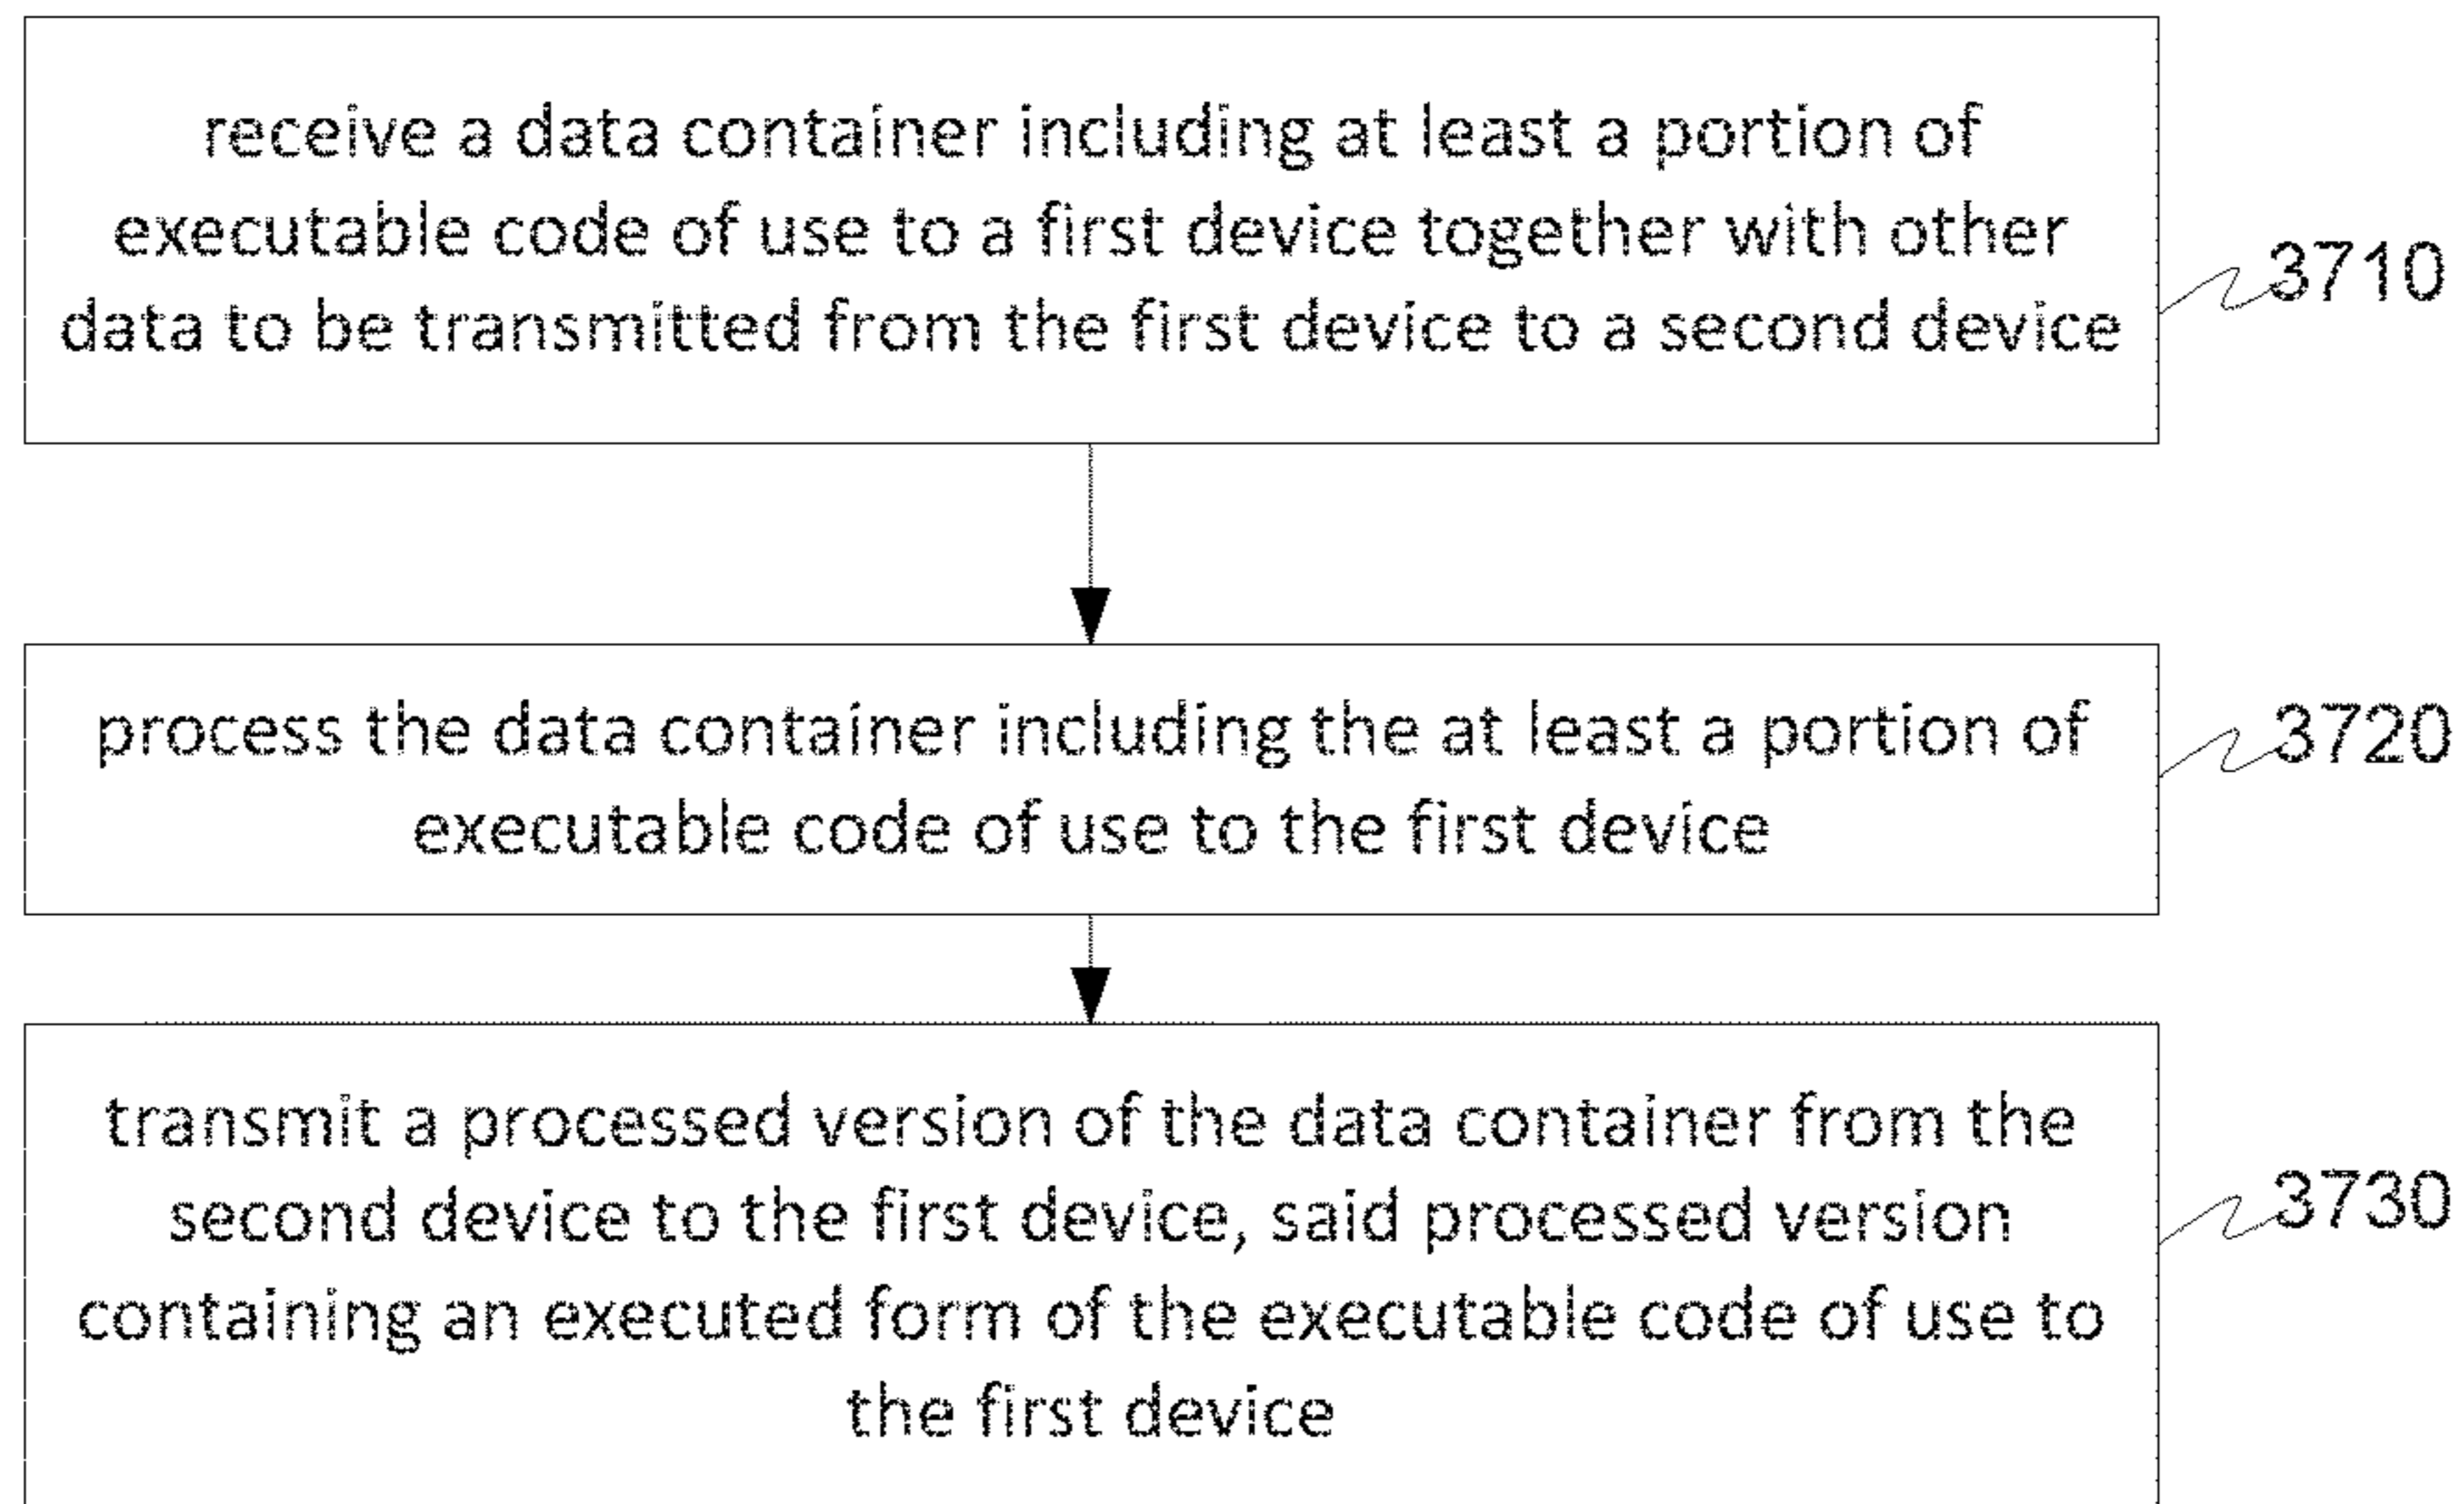 receive a data container including at least a portion of
executable code of use to a first device together with other
data to be transmitted from the first device to a second device
3710
process the data container including the at least a portion of
executable code of use to the first device
3720
transmit a processed version of the data container from the
second device to the first device, said processed version
containing an executed form of the executable code of use to
the first device
3730